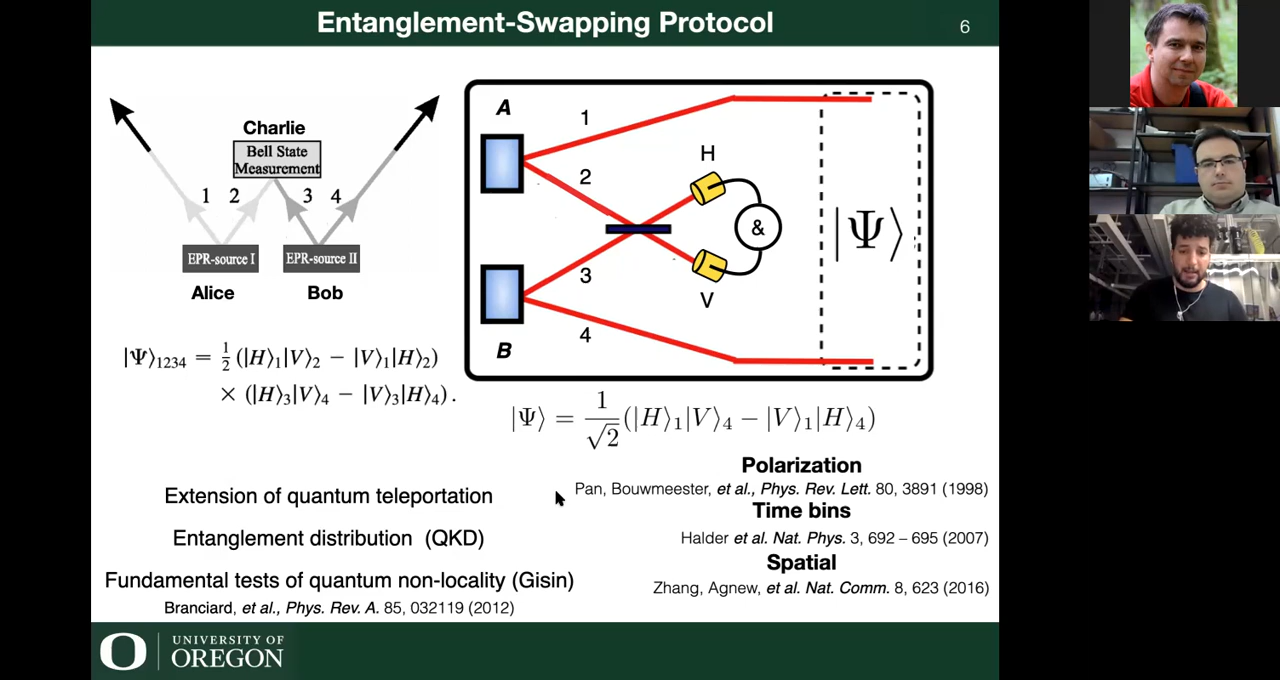 Entanglement-Swapping Protocol
6
Charlie
Bell State
Measurement
1 2 3 4
EPR-source I
EPR-source II
Alice
Bob
|Ψ⟩₁₂₃₄ = ½ (|H⟩₁|V⟩₂ − |V⟩₁|H⟩₂)
× (|H⟩₃|V⟩₄ − |V⟩₃|H⟩₄).
A
1
H
2
&
|Ψ⟩
3
V
4
B
|Ψ⟩ = 1/√2 (|H⟩₁|V⟩₄ − |V⟩₁|H⟩₄)
Extension of quantum teleportation
Entanglement distribution (QKD)
Fundamental tests of quantum non-locality (Gisin)
Branciard, et al., Phys. Rev. A. 85, 032119 (2012)
Polarization
Pan, Bouwmeester, et al., Phys. Rev. Lett. 80, 3891 (1998)
Time bins
Halder et al. Nat. Phys. 3, 692 – 695 (2007)
Spatial
Zhang, Agnew, et al. Nat. Comm. 8, 623 (2016)
O
UNIVERSITY OF
OREGON